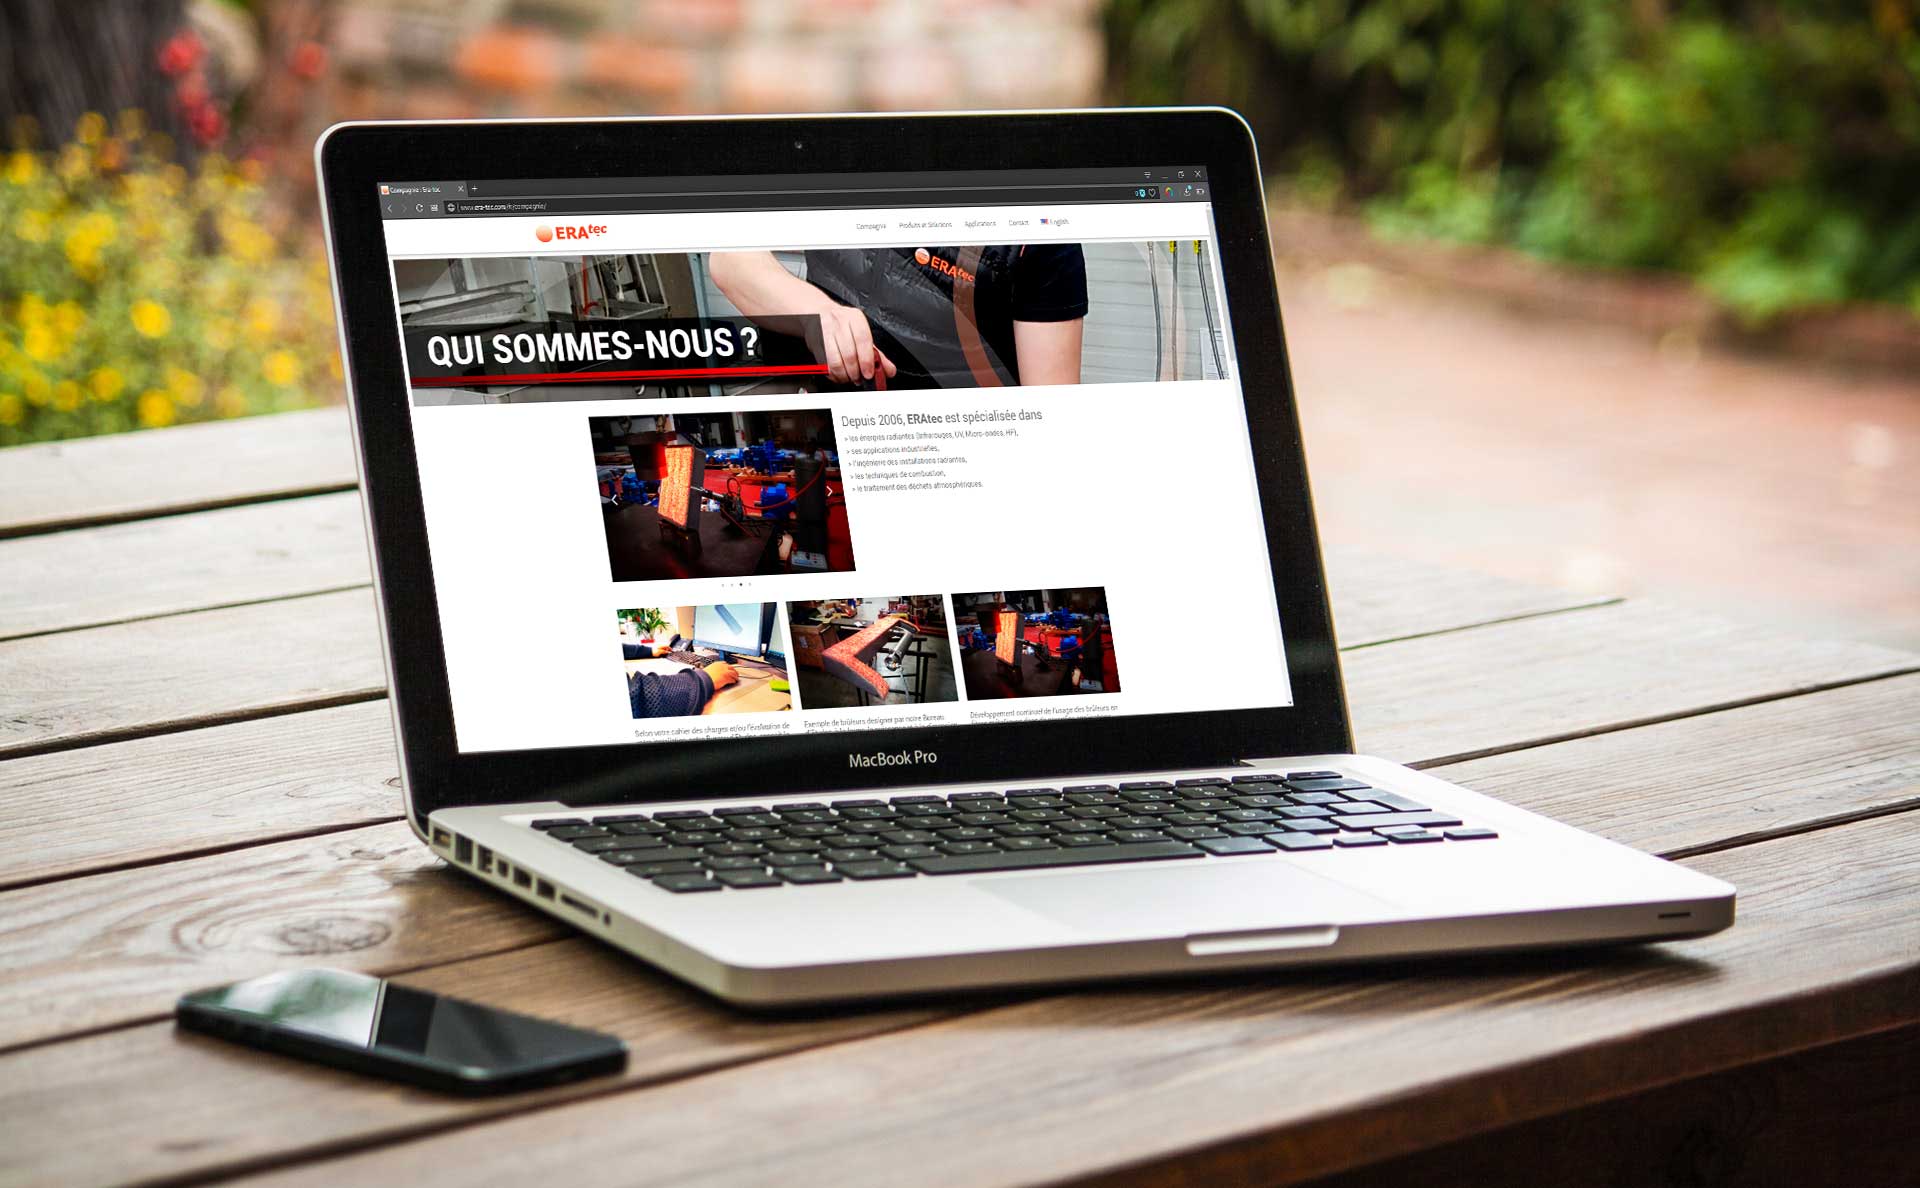 Compagnie : Era-tec
www.era-tec.com/fr/compagnie/
ERAtec
Compagnie Produits et Solutions Applications Contact English
ERAtec
QUI SOMMES-NOUS ?
Depuis 2006, ERAtec est spécialisée dans
> les énergies radiantes (Infrarouges, UV, Micro-ondes, HF),
> ses applications industrielles,
> l'ingénierie des installations radiantes,
> les techniques de combustion,
> le traitement des déchets atmosphériques.
Selon votre cahier des charges et/ou l'évaluation de
Exemple de brûleurs designer par notre Bureau
Développement continuel de l'usage des brûleurs en
MacBook Pro